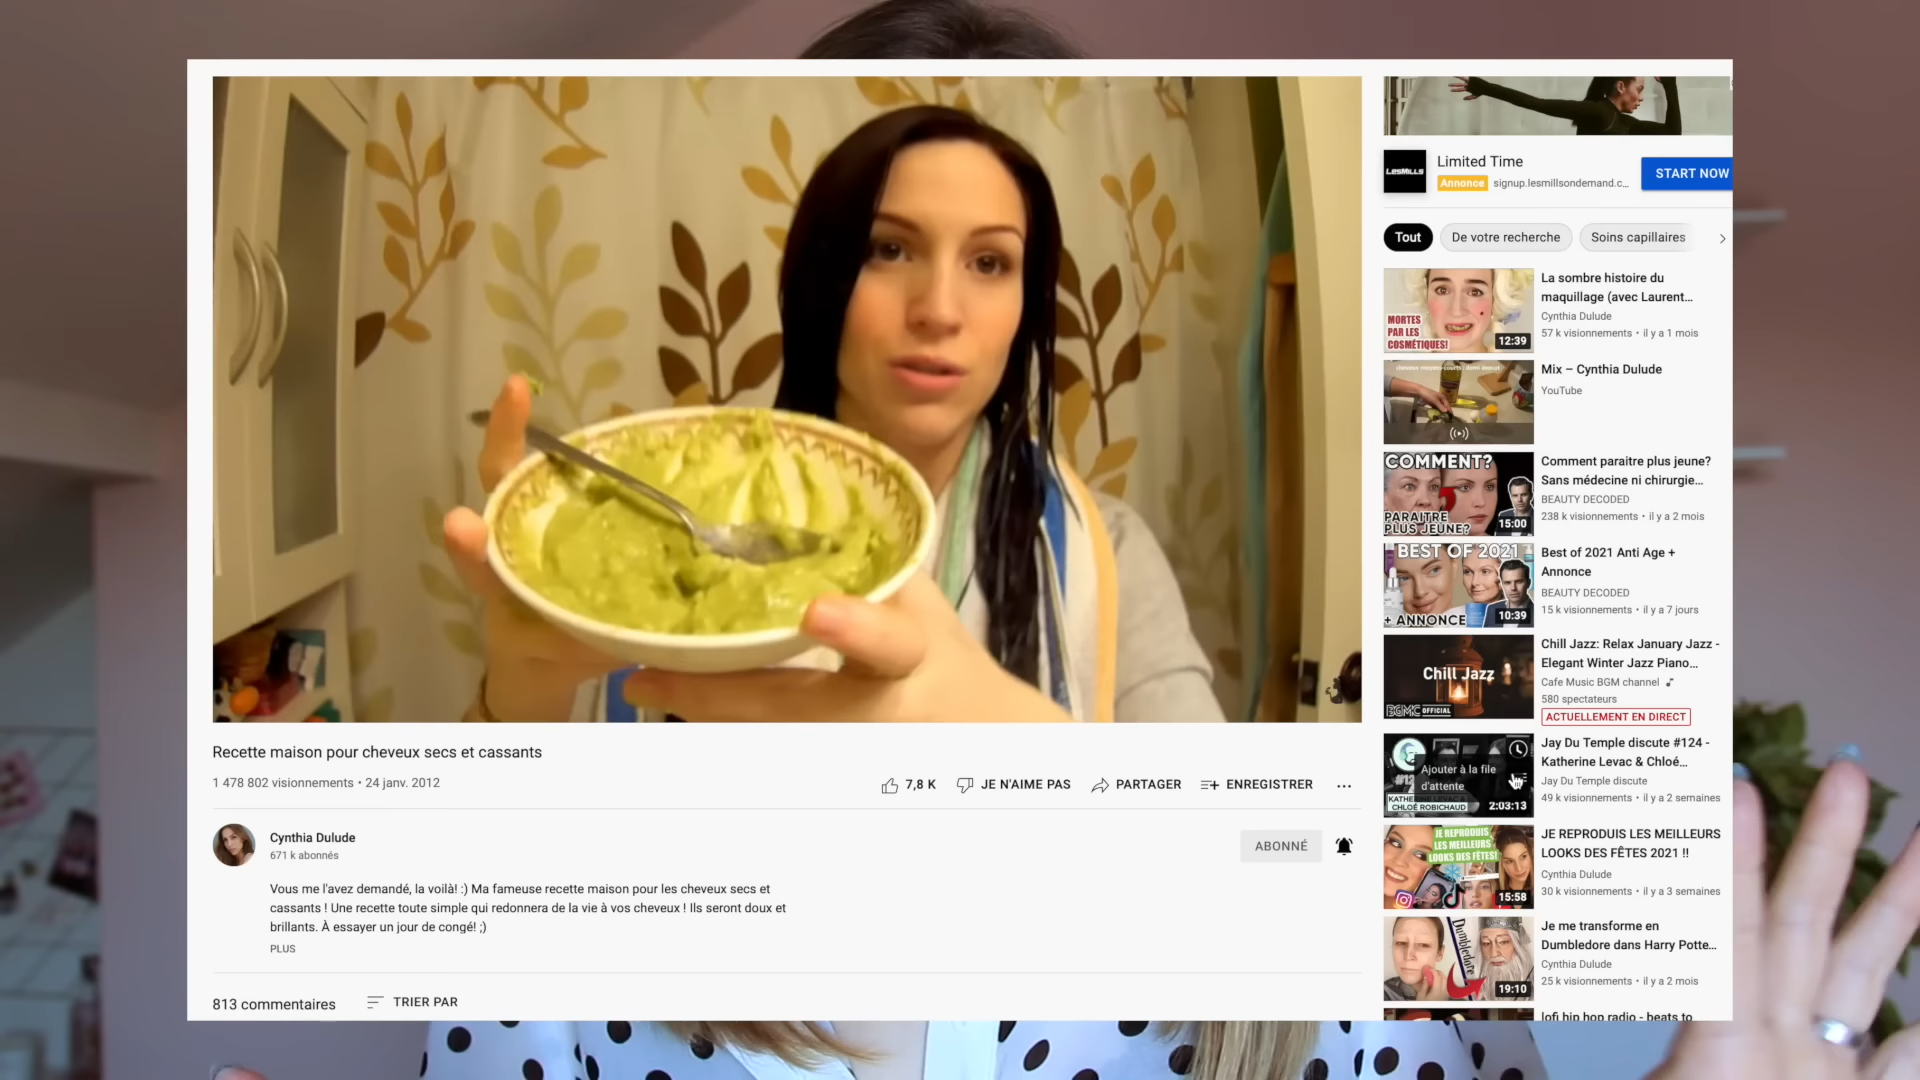 Recette maison pour cheveux secs et cassants
1 478 802 visionnements • 24 janv. 2012
7,8 K
JE N'AIME PAS
PARTAGER
ENREGISTRER
Cynthia Dulude
671 k abonnés
ABONNÉ
Vous me l'avez demandé, la voilà! :) Ma fameuse recette maison pour les cheveux secs et
cassants ! Une recette toute simple qui redonnera de la vie à vos cheveux ! Ils seront doux et
brillants. À essayer un jour de congé! ;)
PLUS
813 commentaires
TRIER PAR
LESMILLS
Limited Time
Annonce signup.lesmillsondemand.c...
START NOW
Tout
De votre recherche
Soins capillaires
MORTES
PAR LES
COSMÉTIQUES!
12:39
La sombre histoire du
maquillage (avec Laurent...
Cynthia Dulude
57 k visionnements • il y a 1 mois
Mix – Cynthia Dulude
YouTube
COMMENT?
PARAITRE
PLUS JEUNE?
15:00
Comment paraitre plus jeune?
Sans médecine ni chirurgie...
BEAUTY DECODED
238 k visionnements • il y a 2 mois
BEST OF 2021
+ ANNONCE
10:39
Best of 2021 Anti Age +
Annonce
BEAUTY DECODED
15 k visionnements • il y a 7 jours
Chill Jazz
BGMC OFFICIAL
Chill Jazz: Relax January Jazz -
Elegant Winter Jazz Piano...
Cafe Music BGM channel
580 spectateurs
ACTUELLEMENT EN DIRECT
Ajouter à la file
d'attente
#12
KATHERINE LEVAC &
CHLOÉ ROBICHAUD
2:03:13
Jay Du Temple discute #124 -
Katherine Levac & Chloé...
Jay Du Temple discute
49 k visionnements • il y a 2 semaines
JE REPRODUIS
LES MEILLEURS
LOOKS DES FÊTES!
15:58
JE REPRODUIS LES MEILLEURS
LOOKS DES FÊTES 2021 !!
Cynthia Dulude
30 k visionnements • il y a 3 semaines
Dumbledore
19:10
Je me transforme en
Dumbledore dans Harry Potte...
Cynthia Dulude
25 k visionnements • il y a 2 mois
lofi hip hop radio - beats to